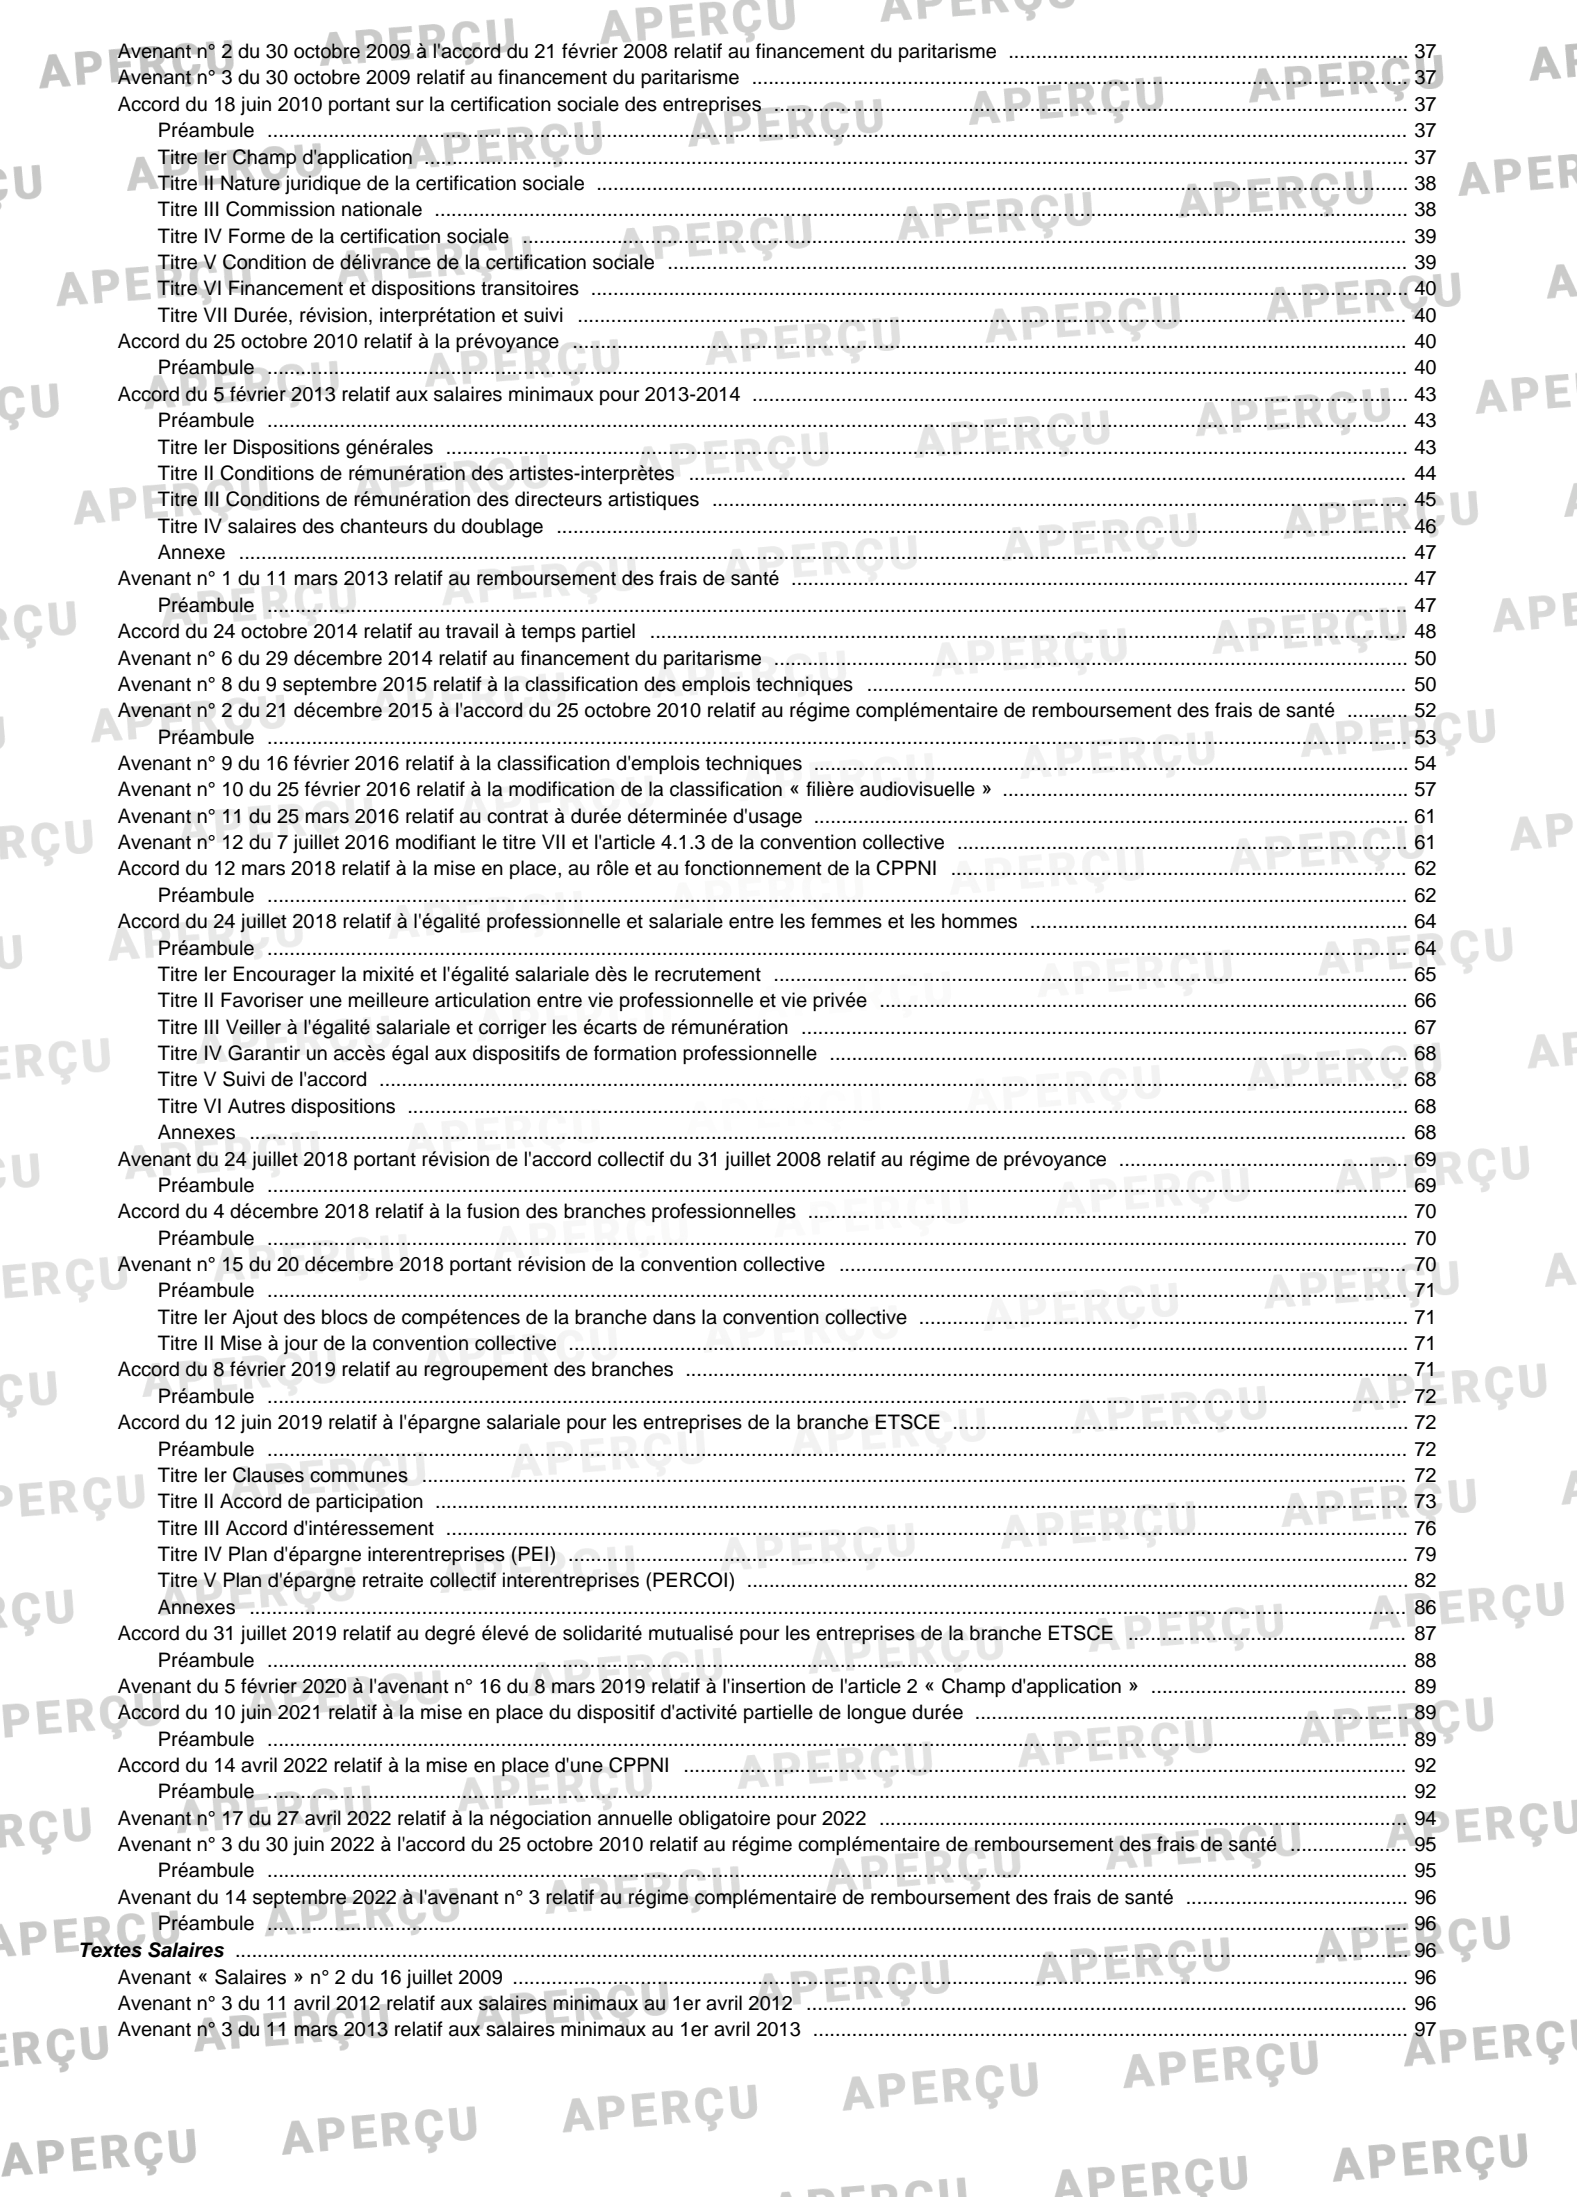 Avenant n° 2 du 30 octobre 2009 à l'accord du 21 février 2008 relatif au financement du paritarisme 37
Avenant n° 3 du 30 octobre 2009 relatif au financement du paritarisme 37
Accord du 18 juin 2010 portant sur la certification sociale des entreprises 37
Préambule 37
Titre Ier Champ d'application 37
Titre II Nature juridique de la certification sociale 38
Titre III Commission nationale 38
Titre IV Forme de la certification sociale 39
Titre V Condition de délivrance de la certification sociale 39
Titre VI Financement et dispositions transitoires 40
Titre VII Durée, révision, interprétation et suivi 40
Accord du 25 octobre 2010 relatif à la prévoyance 40
Préambule 40
Accord du 5 février 2013 relatif aux salaires minimaux pour 2013-2014 43
Préambule 43
Titre Ier Dispositions générales 43
Titre II Conditions de rémunération des artistes-interprètes 44
Titre III Conditions de rémunération des directeurs artistiques 45
Titre IV salaires des chanteurs du doublage 46
Annexe 47
Avenant n° 1 du 11 mars 2013 relatif au remboursement des frais de santé 47
Préambule 47
Accord du 24 octobre 2014 relatif au travail à temps partiel 48
Avenant n° 6 du 29 décembre 2014 relatif au financement du paritarisme 50
Avenant n° 8 du 9 septembre 2015 relatif à la classification des emplois techniques 50
Avenant n° 2 du 21 décembre 2015 à l'accord du 25 octobre 2010 relatif au régime complémentaire de remboursement des frais de santé 52
Préambule 53
Avenant n° 9 du 16 février 2016 relatif à la classification d'emplois techniques 54
Avenant n° 10 du 25 février 2016 relatif à la modification de la classification « filière audiovisuelle » 57
Avenant n° 11 du 25 mars 2016 relatif au contrat à durée déterminée d'usage 61
Avenant n° 12 du 7 juillet 2016 modifiant le titre VII et l'article 4.1.3 de la convention collective 61
Accord du 12 mars 2018 relatif à la mise en place, au rôle et au fonctionnement de la CPPNI 62
Préambule 62
Accord du 24 juillet 2018 relatif à l'égalité professionnelle et salariale entre les femmes et les hommes 64
Préambule 64
Titre Ier Encourager la mixité et l'égalité salariale dès le recrutement 65
Titre II Favoriser une meilleure articulation entre vie professionnelle et vie privée 66
Titre III Veiller à l'égalité salariale et corriger les écarts de rémunération 67
Titre IV Garantir un accès égal aux dispositifs de formation professionnelle 68
Titre V Suivi de l'accord 68
Titre VI Autres dispositions 68
Annexes 68
Avenant du 24 juillet 2018 portant révision de l'accord collectif du 31 juillet 2008 relatif au régime de prévoyance 69
Préambule 69
Accord du 4 décembre 2018 relatif à la fusion des branches professionnelles 70
Préambule 70
Avenant n° 15 du 20 décembre 2018 portant révision de la convention collective 70
Préambule 71
Titre Ier Ajout des blocs de compétences de la branche dans la convention collective 71
Titre II Mise à jour de la convention collective 71
Accord du 8 février 2019 relatif au regroupement des branches 71
Préambule 72
Accord du 12 juin 2019 relatif à l'épargne salariale pour les entreprises de la branche ETSCE 72
Préambule 72
Titre Ier Clauses communes 72
Titre II Accord de participation 73
Titre III Accord d'intéressement 76
Titre IV Plan d'épargne interentreprises (PEI) 79
Titre V Plan d'épargne retraite collectif interentreprises (PERCOI) 82
Annexes 86
Accord du 31 juillet 2019 relatif au degré élevé de solidarité mutualisé pour les entreprises de la branche ETSCE 87
Préambule 88
Avenant du 5 février 2020 à l'avenant n° 16 du 8 mars 2019 relatif à l'insertion de l'article 2 « Champ d'application » 89
Accord du 10 juin 2021 relatif à la mise en place du dispositif d'activité partielle de longue durée 89
Préambule 89
Accord du 14 avril 2022 relatif à la mise en place d'une CPPNI 92
Préambule 92
Avenant n° 17 du 27 avril 2022 relatif à la négociation annuelle obligatoire pour 2022 94
Avenant n° 3 du 30 juin 2022 à l'accord du 25 octobre 2010 relatif au régime complémentaire de remboursement des frais de santé 95
Préambule 95
Avenant du 14 septembre 2022 à l'avenant n° 3 relatif au régime complémentaire de remboursement des frais de santé 96
Préambule 96
Textes Salaires 96
Avenant « Salaires » n° 2 du 16 juillet 2009 96
Avenant n° 3 du 11 avril 2012 relatif aux salaires minimaux au 1er avril 2012 96
Avenant n° 3 du 11 mars 2013 relatif aux salaires minimaux au 1er avril 2013 97
APERÇU